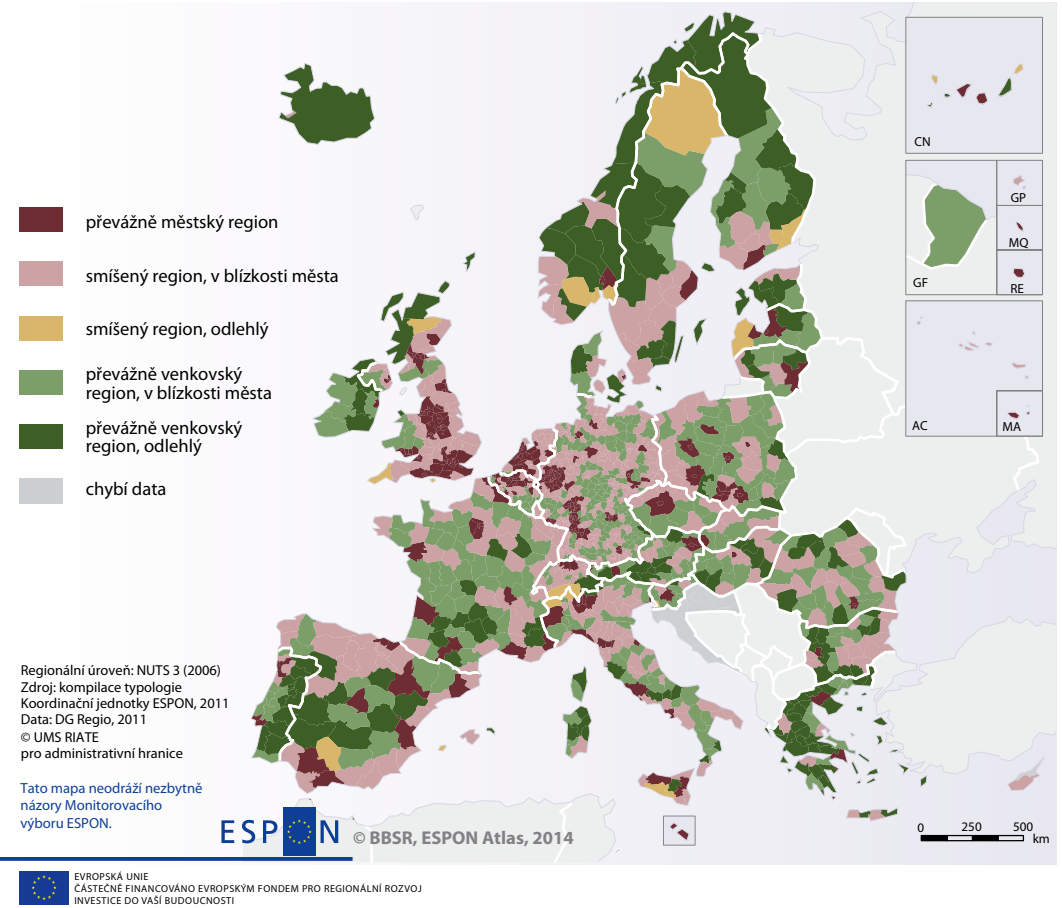 převážně městský region
smíšený region, v blízkosti města
smíšený region, odlehlý
převážně venkovský
region, v blízkosti města
převážně venkovský
region, odlehlý
chybí data
CN
GP
MQ
GF
RE
AC
MA
Regionální úroveň: NUTS 3 (2006)
Zdroj: kompilace typologie
Koordinační jednotky ESPON, 2011
Data: DG Regio, 2011
© UMS RIATE
pro administrativní hranice
Tato mapa neodráží nezbytně
názory Monitorovacího
výboru ESPON.
ESPON
© BBSR, ESPON Atlas, 2014
0 250 500
km
EVROPSKÁ UNIE
ČÁSTEČNĚ FINANCOVÁNO EVROPSKÝM FONDEM PRO REGIONÁLNÍ ROZVOJ
INVESTICE DO VAŠÍ BUDOUCNOSTI